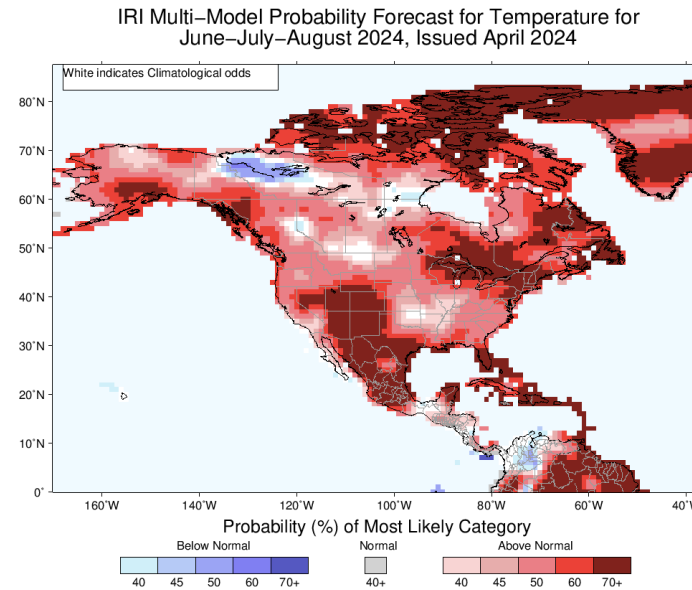 IRI Multi−Model Probability Forecast for Temperature for
June−July−August 2024, Issued April 2024
White indicates Climatological odds
80˚N
70˚N
60˚N
50˚N
40˚N
30˚N
20˚N
10˚N
0˚
160˚W 140˚W 120˚W 100˚W 80˚W 60˚W 40˚W
Probability (%) of Most Likely Category
Below Normal Normal Above Normal
40 45 50 60 70+ 40+ 40 45 50 60 70+